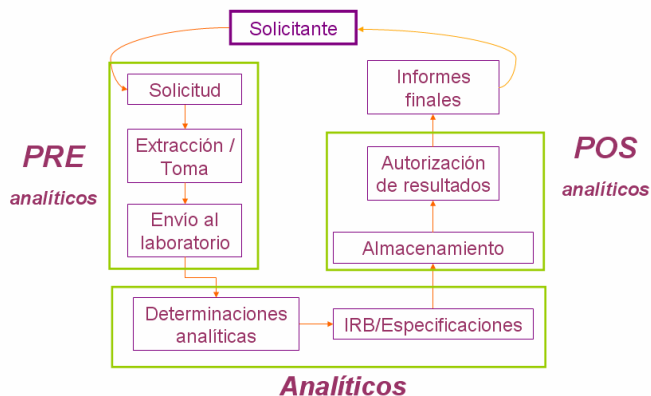 Solicitante
PRE
analíticos
Solicitud
Extracción /
Toma
Envío al
laboratorio
Determinaciones
analíticas
IRB/Especificaciones
Analíticos
Informes
finales
Autorización
de resultados
Almacenamiento
POS
analíticos